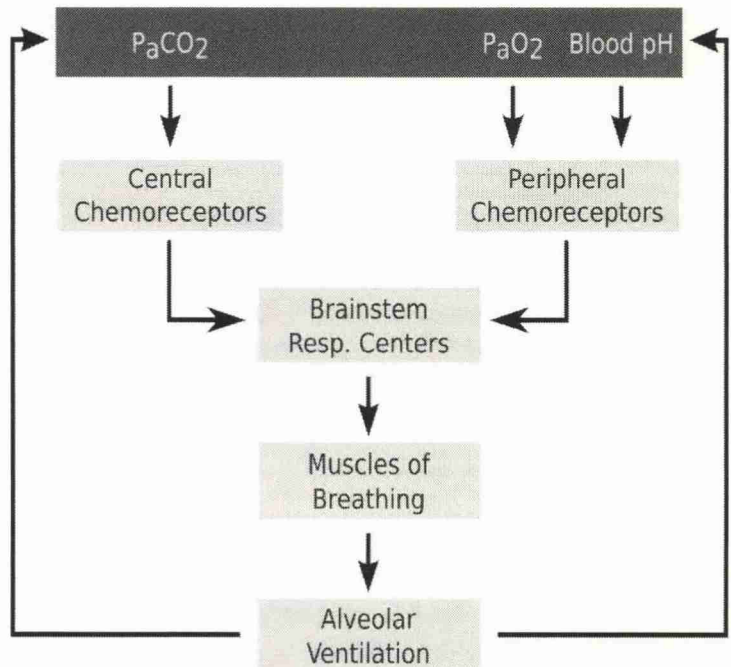 PaCO2 PaO2 Blood pH
Central
Chemoreceptors
Peripheral
Chemoreceptors
Brainstem
Resp. Centers
Muscles of
Breathing
Alveolar
Ventilation